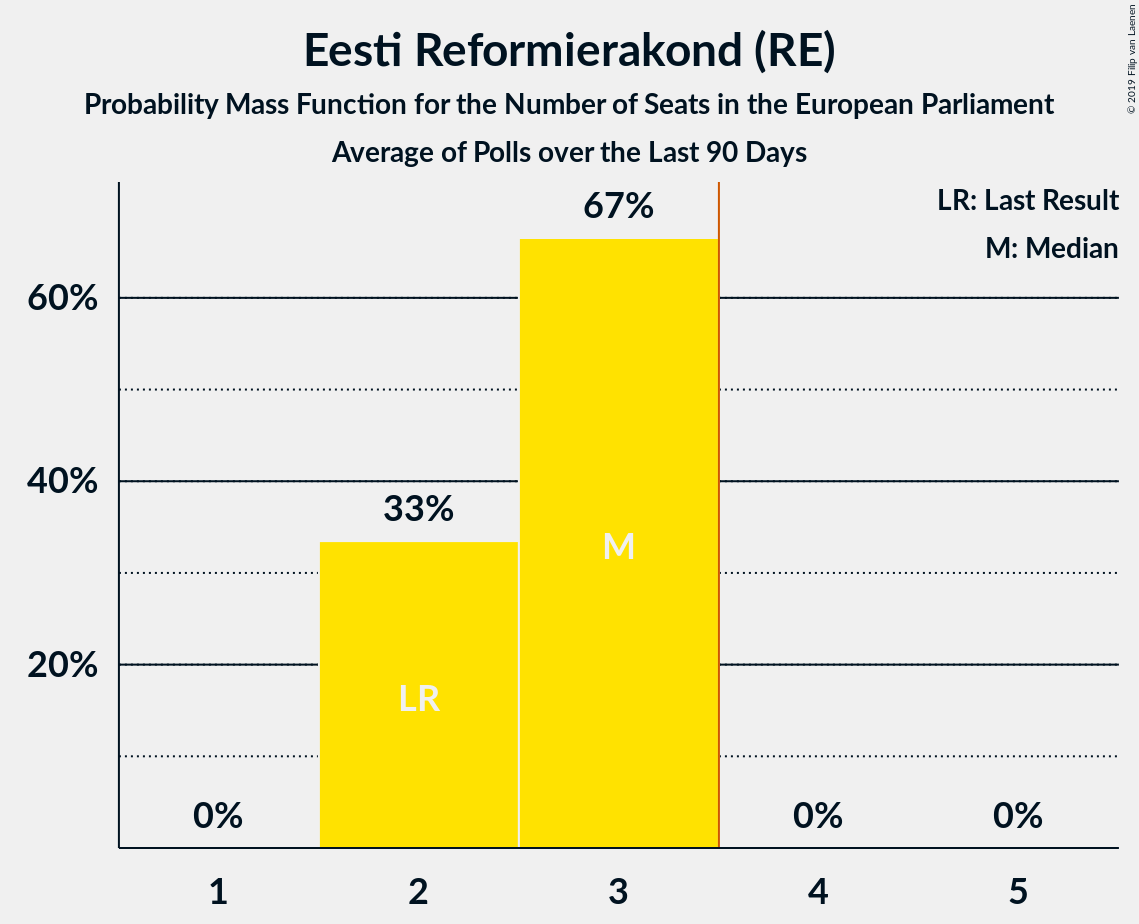 Eesti Reformierakond (RE)
Probability Mass Function for the Number of Seats in the European Parliament
Average of Polls over the Last 90 Days
© 2019 Filip van Laenen
LR: Last Result
M: Median
67%
60%
40%
33%
M
20%
LR
0%
0%
0%
1
2
3
4
5